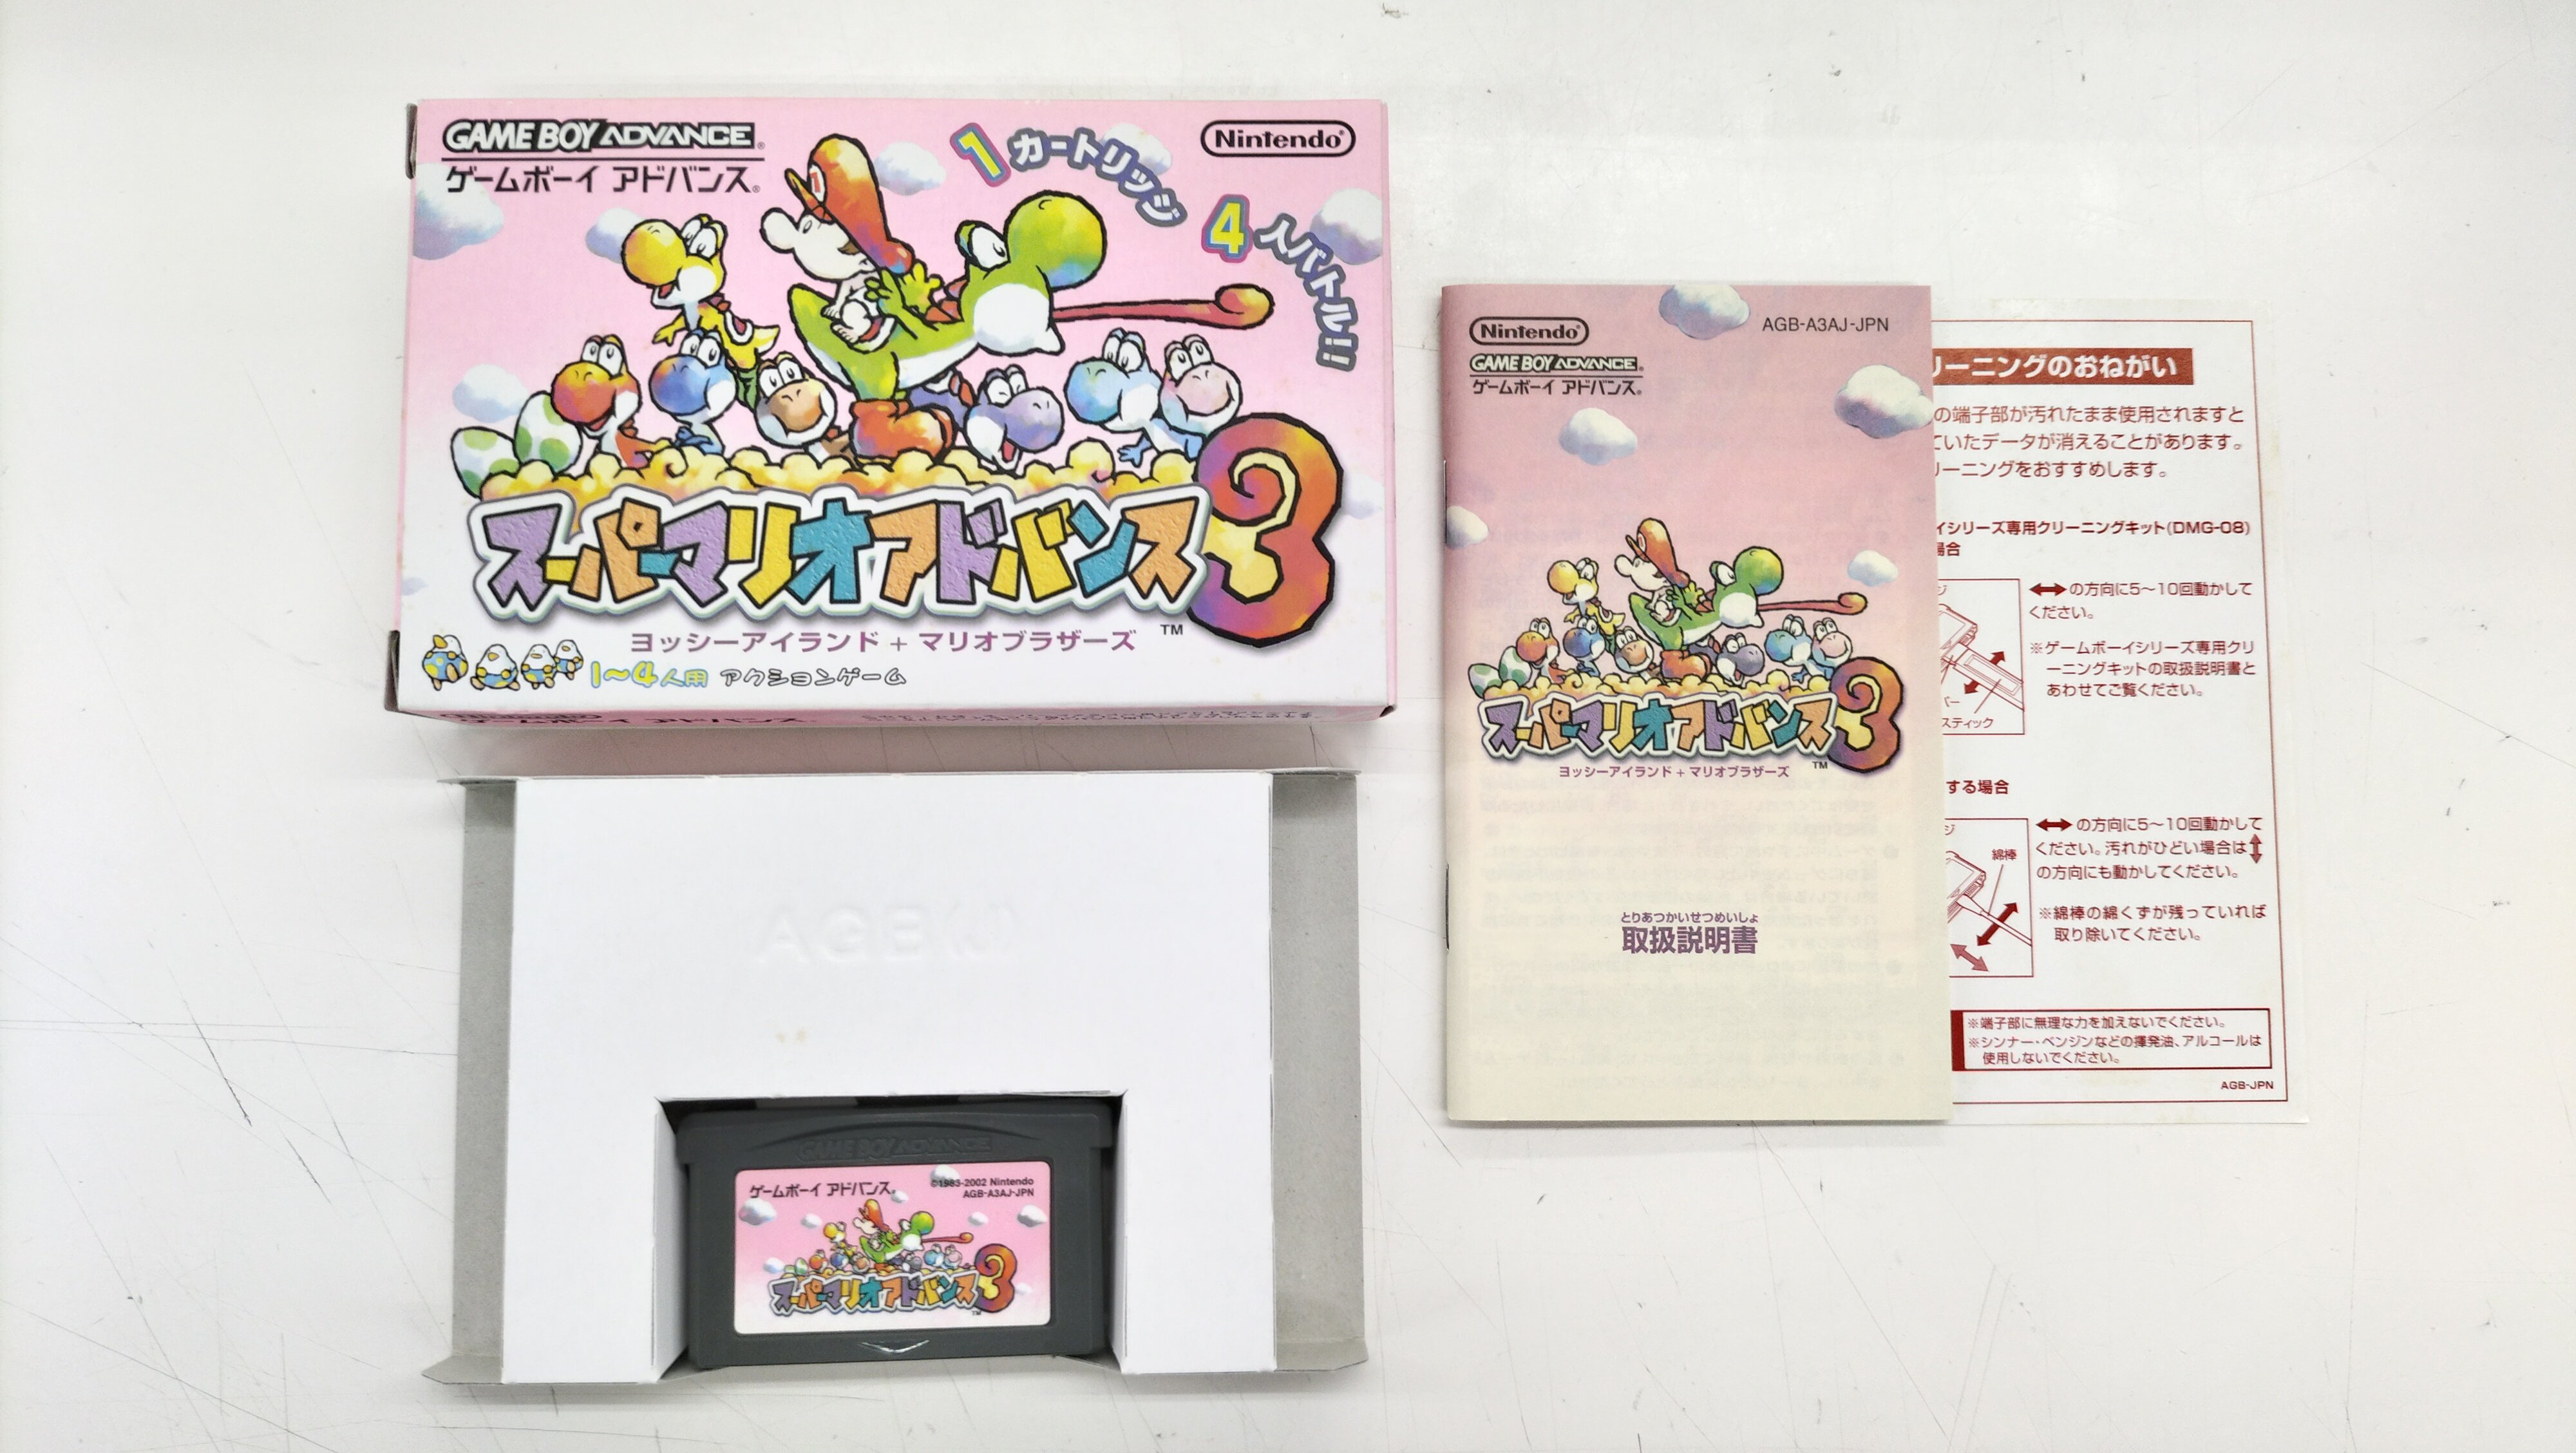 GAME BOY ADVANCE
ゲームボーイ アドバンス®
1カートリッジ
4人バトル!!
Nintendo®
スーパーマリオアドバンス3
ヨッシーアイランド + マリオブラザーズ ™
1〜4人用 アクションゲーム
ゲームボーイ アドバンス
AGB
GAME BOY ADVANCE
ゲームボーイ アドバンス®
©1983-2002 Nintendo
AGB-A3AJ-JPN
スーパーマリオアドバンス3
TM
Nintendo®
AGB-A3AJ-JPN
GAME BOY ADVANCE®
ゲームボーイ アドバンス®
スーパーマリオアドバンス3
ヨッシーアイランド + マリオブラザーズ ™
とりあつかいせつめいしょ
取扱説明書
リーニングのおねがい
の端子部が汚れたまま使用されますと
ていたデータが消えることがあります。
リーニングをおすすめします。
イシリーズ専用クリーニングキット(DMG-08)
場合
ジ
↔の方向に5〜10回動かして
ください。
※ゲームボーイシリーズ専用クリ
ーニングキットの取扱説明書と
あわせてご覧ください。
バー
スティック
する場合
ジ
綿棒
↔の方向に5〜10回動かして
ください。汚れがひどい場合は↕
の方向にも動かしてください。
※綿棒の綿くずが残っていれば
取り除いてください。
※端子部に無理な力を加えないでください。
※シンナー・ベンジンなどの揮発油、アルコールは
使用しないでください。
AGB-JPN